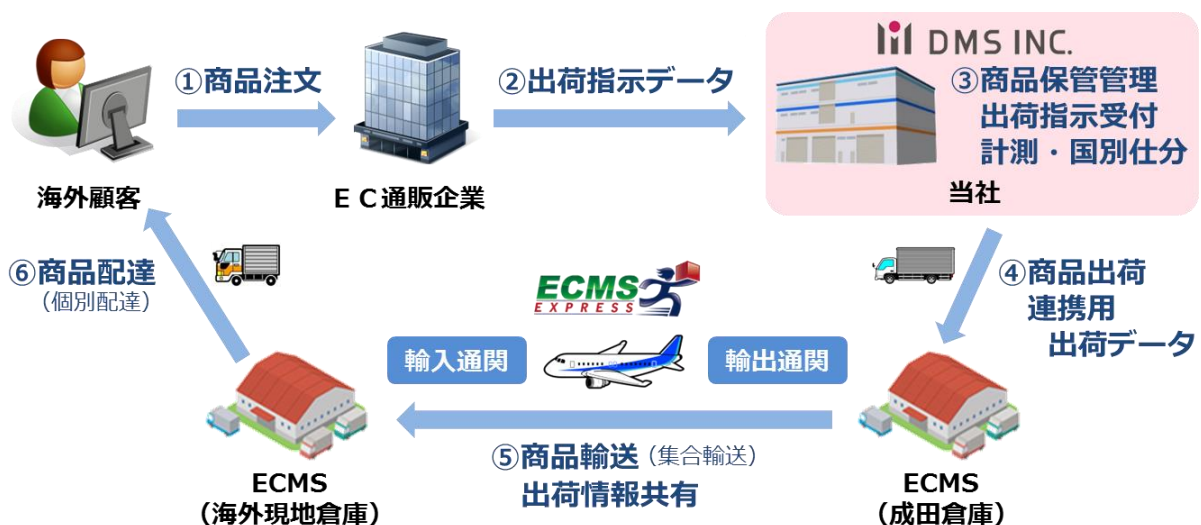 ①商品注文
②出荷指示データ
DMS INC.
③商品保管管理
出荷指示受付
計測・国別仕分
海外顧客
EC通販企業
当社
⑥商品配達
(個別配達)
ECMS
EXPRESS
④商品出荷
連携用
出荷データ
輸入通関
輸出通関
⑤商品輸送(集合輸送)
出荷情報共有
ECMS
(海外現地倉庫)
ECMS
(成田倉庫)